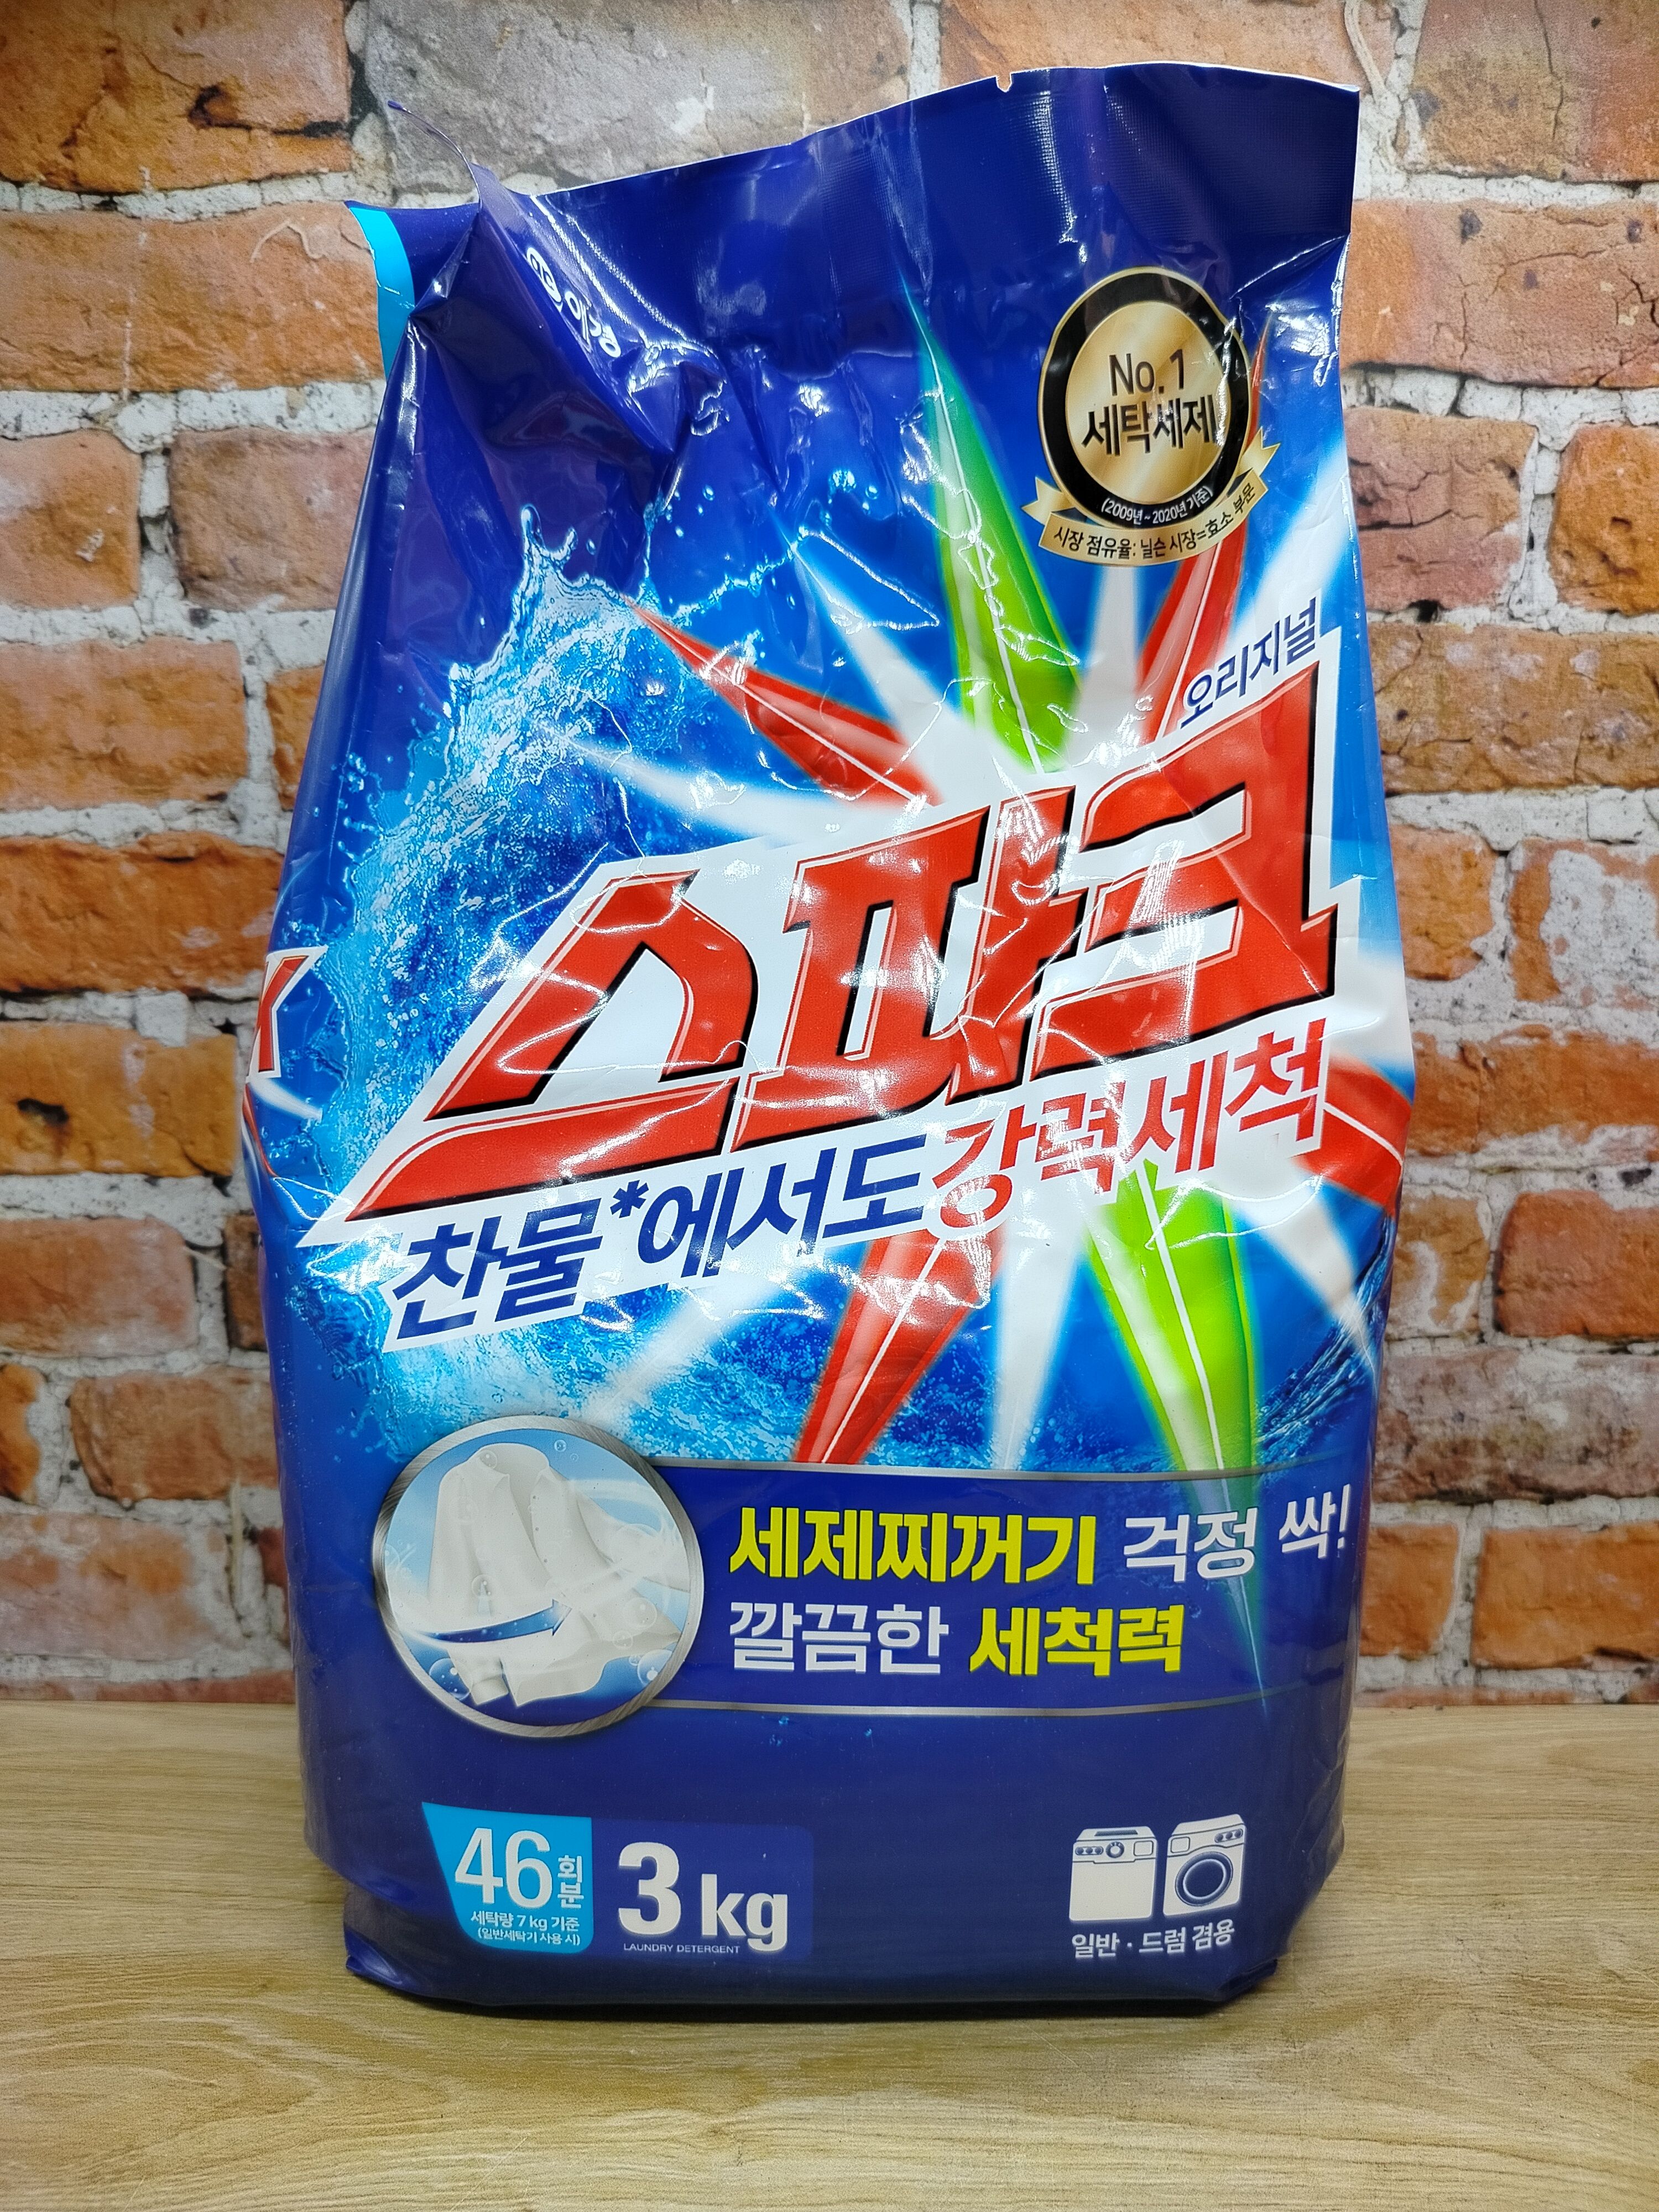 애경
No.1
세탁세제
(2009년~2020년 기준)
시장 점유율: 닐슨 시장=효소 부문
오리지널
스파크
K
찬물*에서도 강력세척
세제찌꺼기 걱정 싹!
깔끔한 세척력
46회분
세탁량 7kg 기준
(일반세탁기 사용 시)
3 kg
LAUNDRY DETERGENT
일반·드럼 겸용